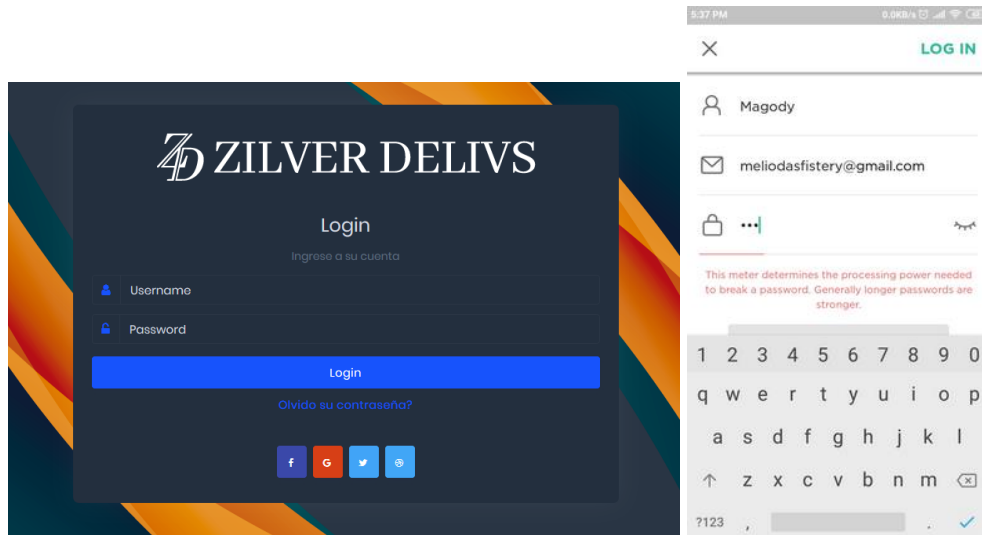 ZD ZILVER DELIVS
Login
Ingrese a su cuenta
Username
Password
Login
Olvido su contraseña?
f G
5:37 PM 0.0KB/s
LOG IN
Magody
meliodasfistery@gmail.com
•••
This meter determines the processing power needed
to break a password. Generally longer passwords are
stronger.
1 2 3 4 5 6 7 8 9 0
q w e r t y u i o p
a s d f g h j k l
z x c v b n m
?123 , .